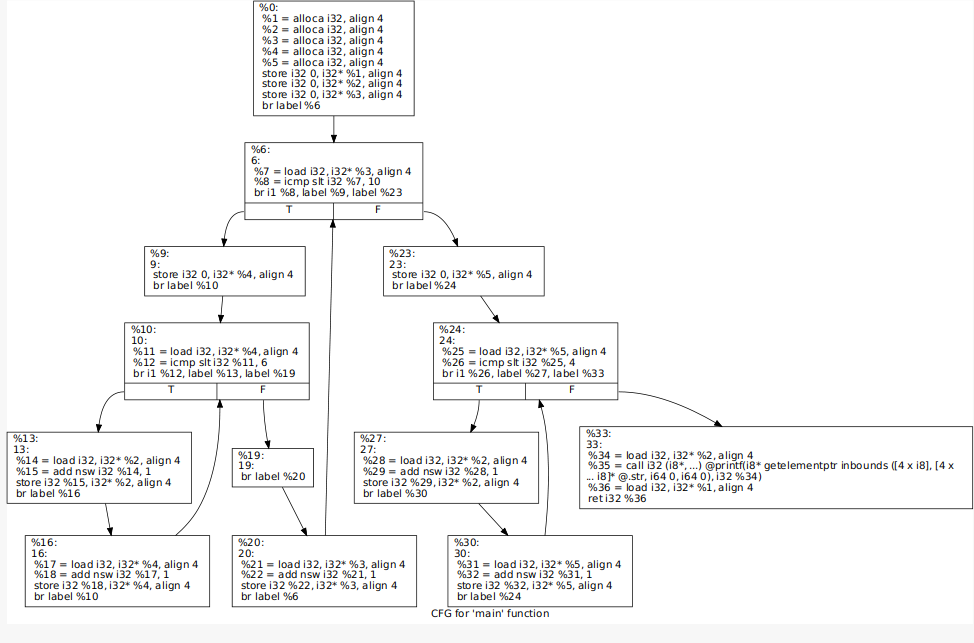 %0:
%1 = alloca i32, align 4
%2 = alloca i32, align 4
%3 = alloca i32, align 4
%4 = alloca i32, align 4
%5 = alloca i32, align 4
store i32 0, i32* %1, align 4
store i32 0, i32* %2, align 4
store i32 0, i32* %3, align 4
br label %6
%6:
6:
%7 = load i32, i32* %3, align 4
%8 = icmp slt i32 %7, 10
br i1 %8, label %9, label %23
T F
%9:
9:
store i32 0, i32* %4, align 4
br label %10
%23:
23:
store i32 0, i32* %5, align 4
br label %24
%10:
10:
%11 = load i32, i32* %4, align 4
%12 = icmp slt i32 %11, 6
br i1 %12, label %13, label %19
T F
%24:
24:
%25 = load i32, i32* %5, align 4
%26 = icmp slt i32 %25, 4
br i1 %26, label %27, label %33
T F
%13:
13:
%14 = load i32, i32* %2, align 4
%15 = add nsw i32 %14, 1
store i32 %15, i32* %2, align 4
br label %16
%19:
19:
br label %20
%27:
27:
%28 = load i32, i32* %2, align 4
%29 = add nsw i32 %28, 1
store i32 %29, i32* %2, align 4
br label %30
%33:
33:
%34 = load i32, i32* %2, align 4
%35 = call i32 (i8*, ...) @printf(i8* getelementptr inbounds ([4 x i8], [4 x
... i8]* @.str, i64 0, i64 0), i32 %34)
%36 = load i32, i32* %1, align 4
ret i32 %36
%16:
16:
%17 = load i32, i32* %4, align 4
%18 = add nsw i32 %17, 1
store i32 %18, i32* %4, align 4
br label %10
%20:
20:
%21 = load i32, i32* %3, align 4
%22 = add nsw i32 %21, 1
store i32 %22, i32* %3, align 4
br label %6
%30:
30:
%31 = load i32, i32* %5, align 4
%32 = add nsw i32 %31, 1
store i32 %32, i32* %5, align 4
br label %24
CFG for 'main' function